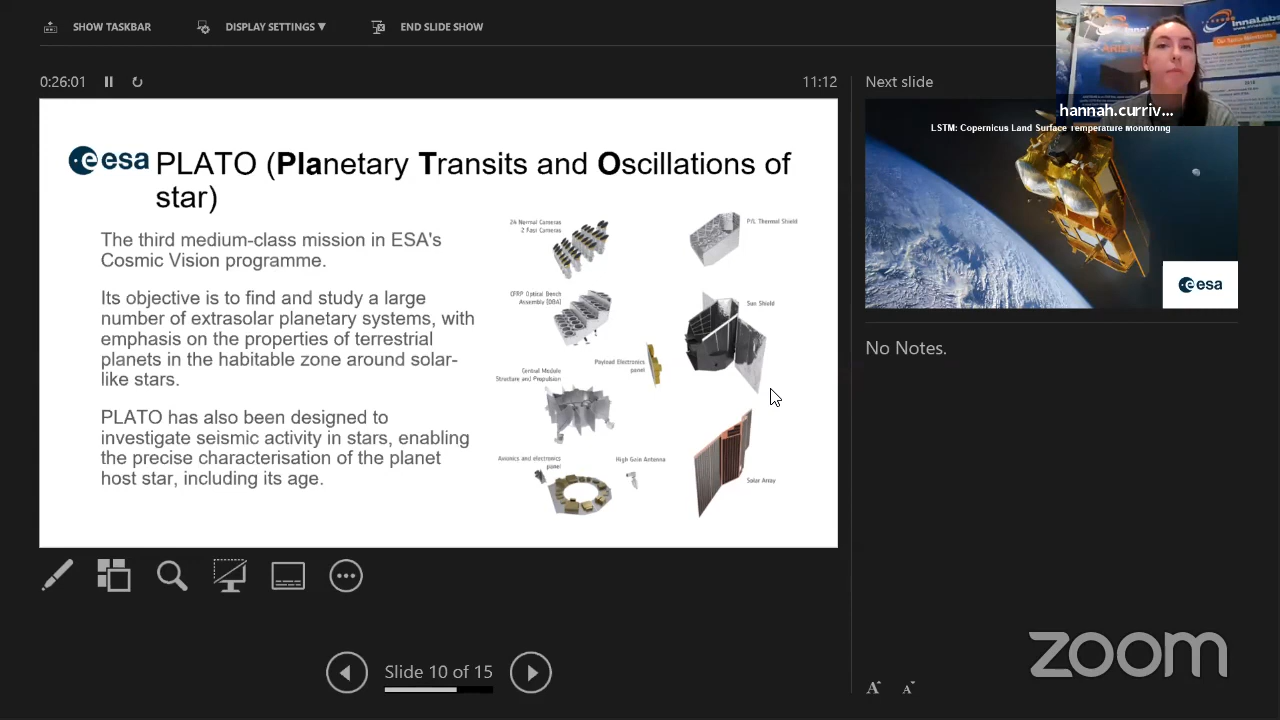 SHOW TASKBAR
DISPLAY SETTINGS ▼
END SLIDE SHOW
0:26:01
11:12
Next slide
hannah.curriv...
InnaLabs
esa PLATO (Planetary Transits and Oscillations of
star)
The third medium-class mission in ESA's
Cosmic Vision programme.
Its objective is to find and study a large
number of extrasolar planetary systems, with
emphasis on the properties of terrestrial
planets in the habitable zone around solar-
like stars.
PLATO has also been designed to
investigate seismic activity in stars, enabling
the precise characterisation of the planet
host star, including its age.
24 Normal Cameras
2 Fast Cameras
P/L Thermal Shield
CFRP Optical Bench
Assembly (OBA)
Sun Shield
Payload Electronics
panel
Central Module
Structure and Propulsion
Avionics and electronics
panel
High Gain Antenna
Solar Array
LSTM: Copernicus Land Surface Temperature Monitoring
esa
No Notes.
Slide 10 of 15
A A
zoom